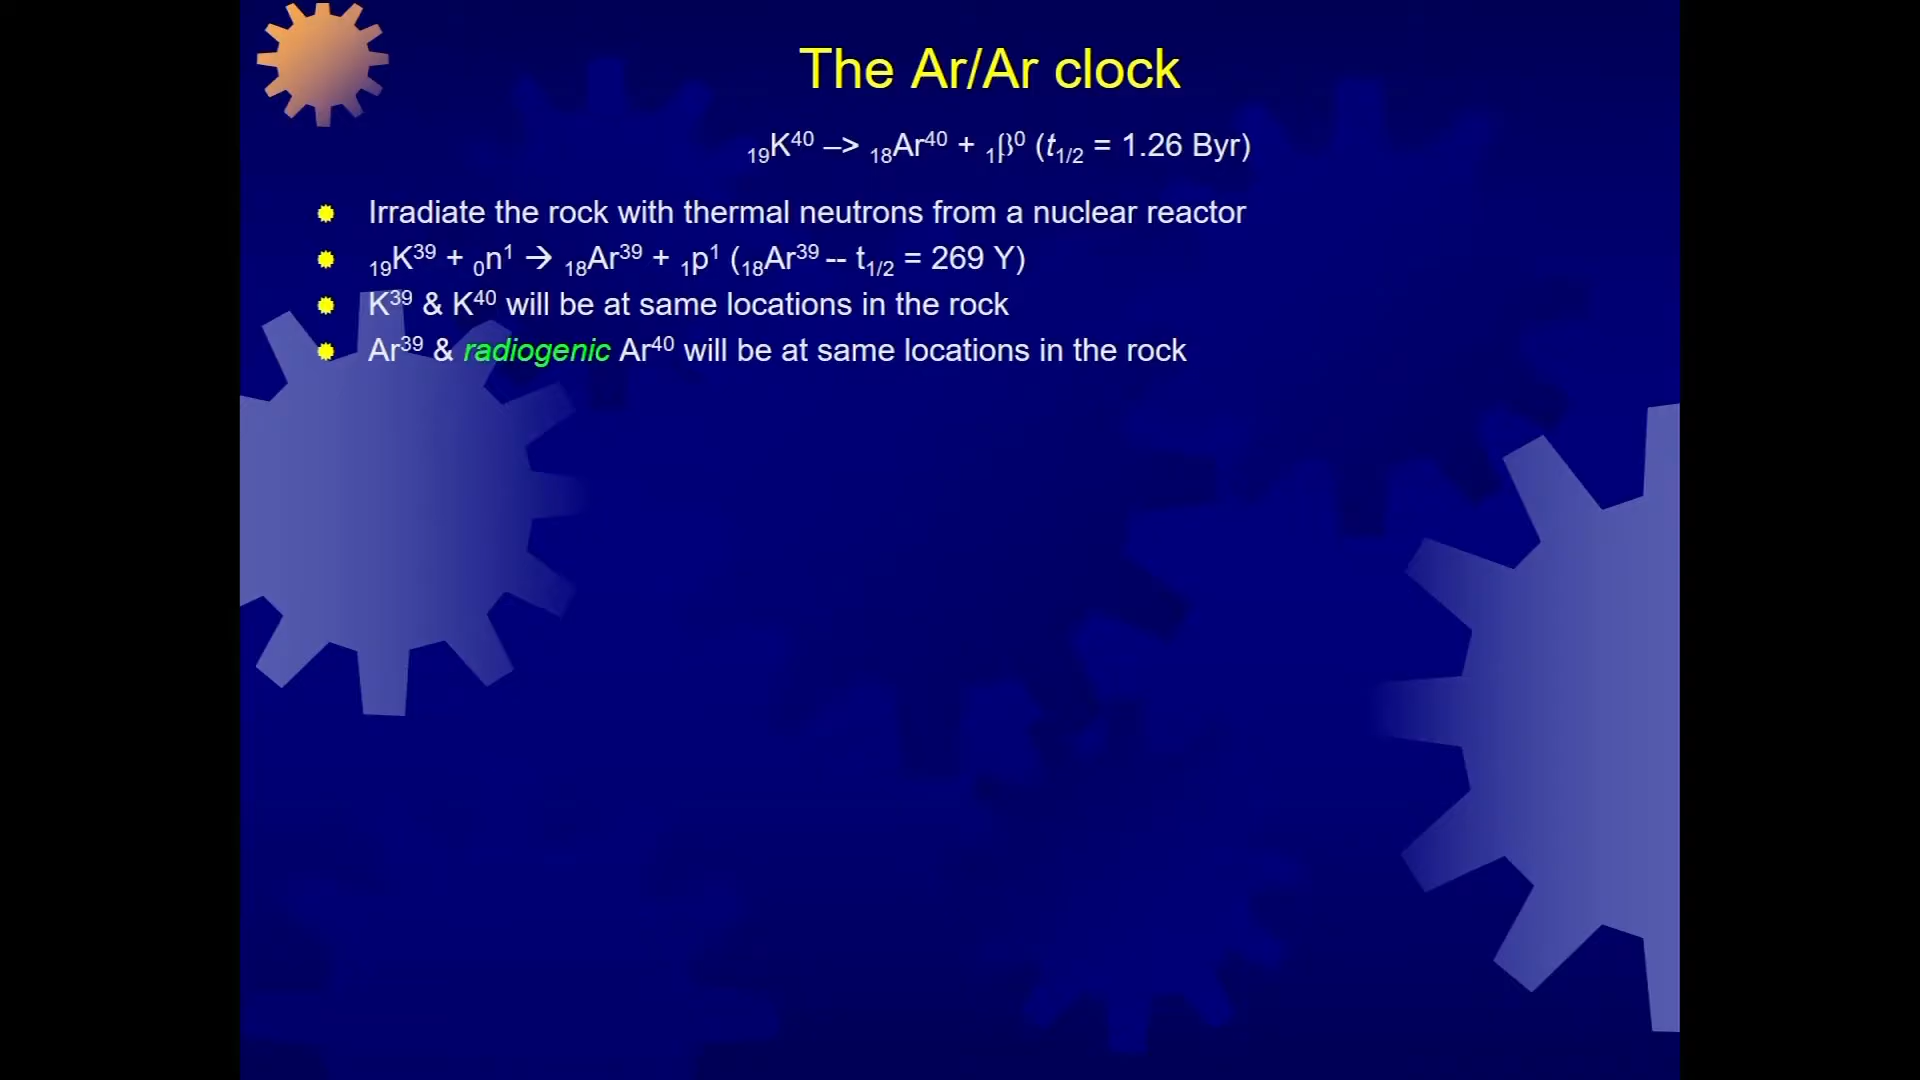 The Ar/Ar clock
₁₉K⁴⁰ –> ₁₈Ar⁴⁰ + ₁β⁰ (t₁/₂ = 1.26 Byr)
Irradiate the rock with thermal neutrons from a nuclear reactor
₁₉K³⁹ + ₀n¹ → ₁₈Ar³⁹ + ₁p¹ (₁₈Ar³⁹ -- t₁/₂ = 269 Y)
K³⁹ & K⁴⁰ will be at same locations in the rock
Ar³⁹ & radiogenic Ar⁴⁰ will be at same locations in the rock